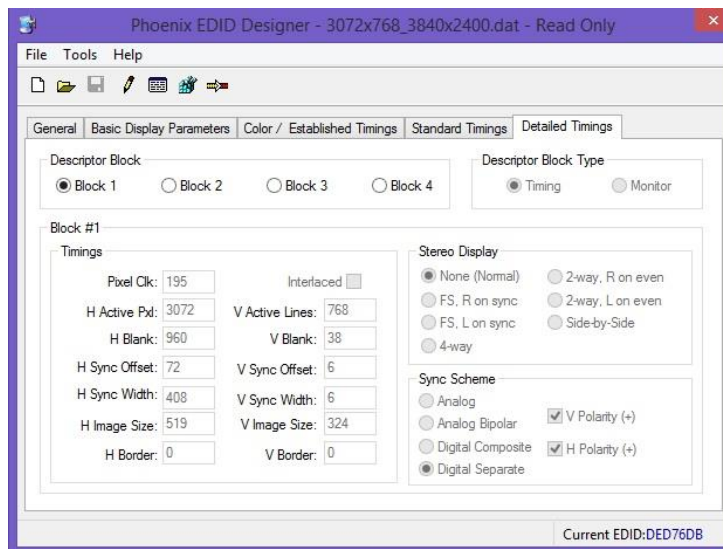 Phoenix EDID Designer - 3072x768_3840x2400.dat - Read Only
File Tools Help
General Basic Display Parameters Color / Established Timings Standard Timings Detailed Timings
Descriptor Block
Block 1 Block 2 Block 3 Block 4
Descriptor Block Type
Timing Monitor
Block #1
Timings
Pixel Clk: 195 Interlaced
H Active Pxl: 3072 V Active Lines: 768
H Blank: 960 V Blank: 38
H Sync Offset: 72 V Sync Offset: 6
H Sync Width: 408 V Sync Width: 6
H Image Size: 519 V Image Size: 324
H Border: 0 V Border: 0
Stereo Display
None (Normal) 2-way, R on even
FS, R on sync 2-way, L on even
FS, L on sync Side-by-Side
4-way
Sync Scheme
Analog
Analog Bipolar V Polarity (+)
Digital Composite H Polarity (+)
Digital Separate
Current EDID:DED76DB